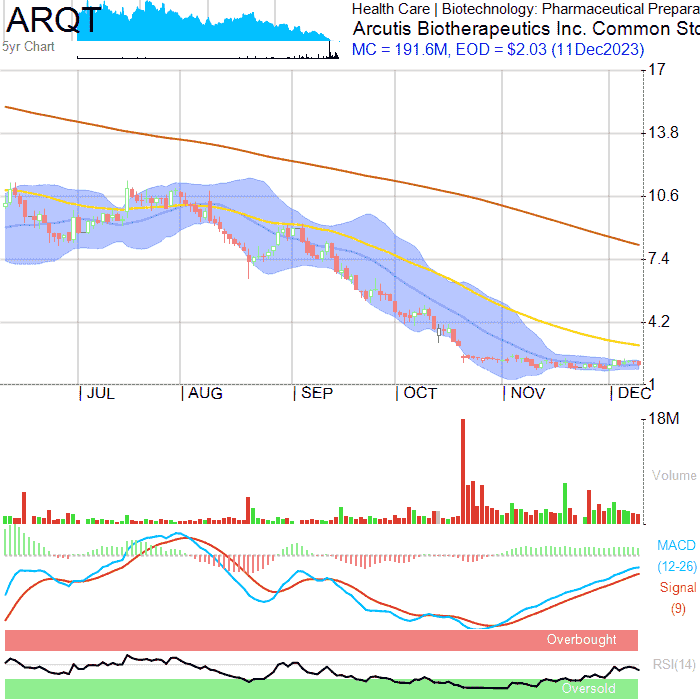 ARQT
5yr Chart
Health Care | Biotechnology: Pharmaceutical Prepara
Arcutis Biotherapeutics Inc. Common Sto
MC = 191.6M, EOD = $2.03 (11Dec2023)
17
13.8
10.6
7.4
4.2
1
JUL
AUG
SEP
OCT
NOV
DEC
18M
Volume
MACD
(12-26)
Signal
(9)
Overbought
RSI(14)
Oversold